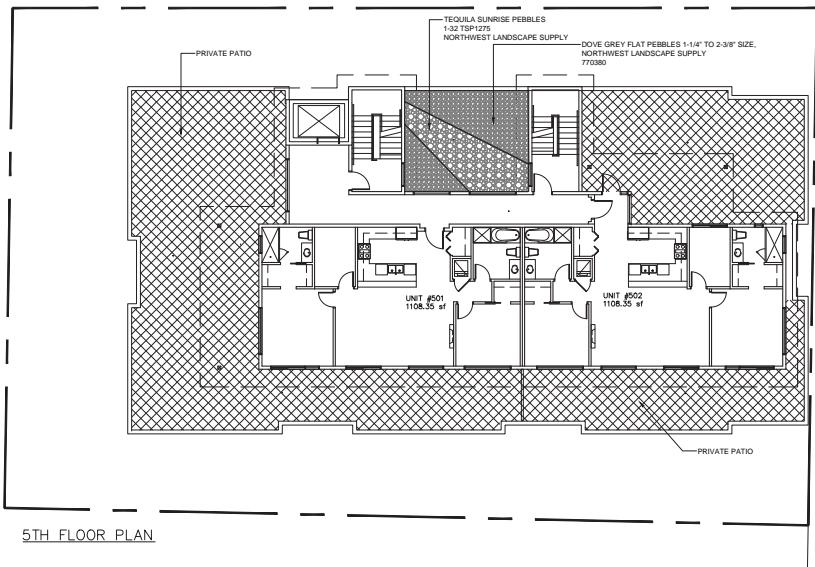 TEQUILA SUNRISE PEBBLES
1-32 TSP1275
NORTHWEST LANDSCAPE SUPPLY
DOVE GREY FLAT PEBBLES 1-1/4" TO 2-3/8" SIZE,
NORTHWEST LANDSCAPE SUPPLY
770380
PRIVATE PATIO
UNIT #501
1108.35 sf
UNIT #502
1108.35 sf
PRIVATE PATIO
5TH FLOOR PLAN